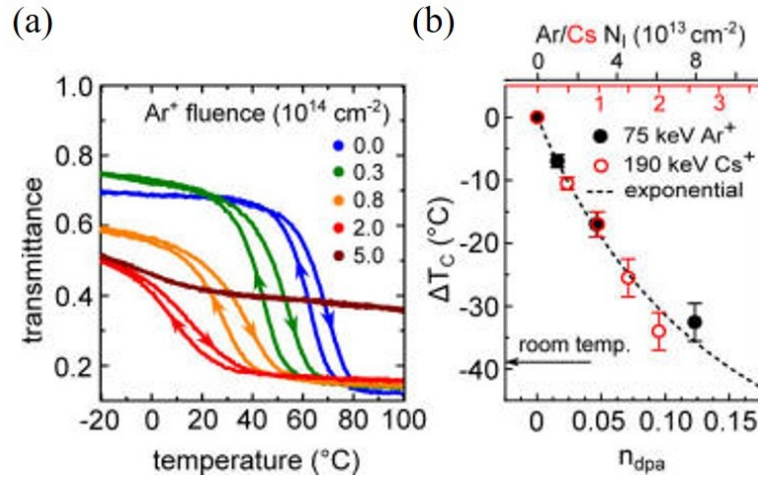 (a)
(b)
Ar/Cs N_I (10^13 cm^-2)
0 4 8
1 2 3
1.0
0.8
0.6
0.4
0.2
transmittance
Ar^+ fluence (10^14 cm^-2)
0.0
0.3
0.8
2.0
5.0
-20 0 20 40 60 80 100
temperature (°C)
0
-10
-20
-30
-40
ΔT_C (°C)
75 keV Ar^+
190 keV Cs^+
exponential
room temp.
0 0.05 0.10 0.15
n_dpa